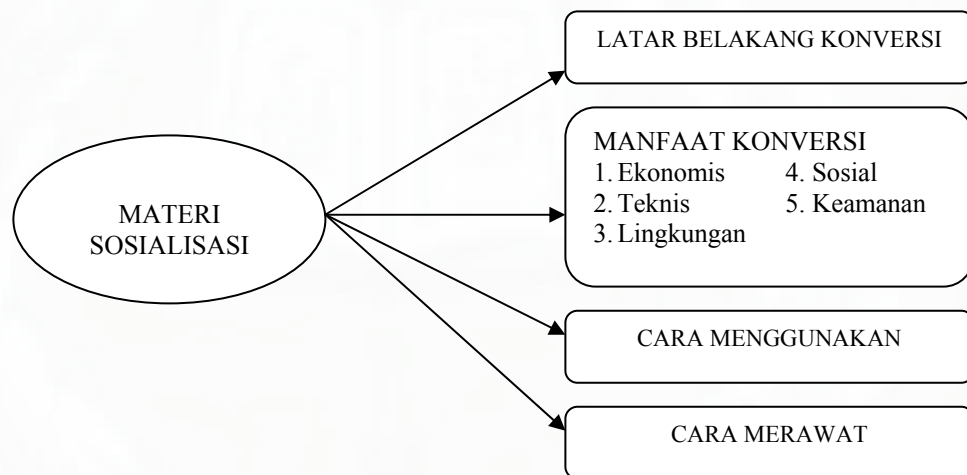 LATAR BELAKANG KONVERSI
MATERI
SOSIALISASI
MANFAAT KONVERSI
1. Ekonomis 4. Sosial
2. Teknis 5. Keamanan
3. Lingkungan
CARA MENGGUNAKAN
CARA MERAWAT